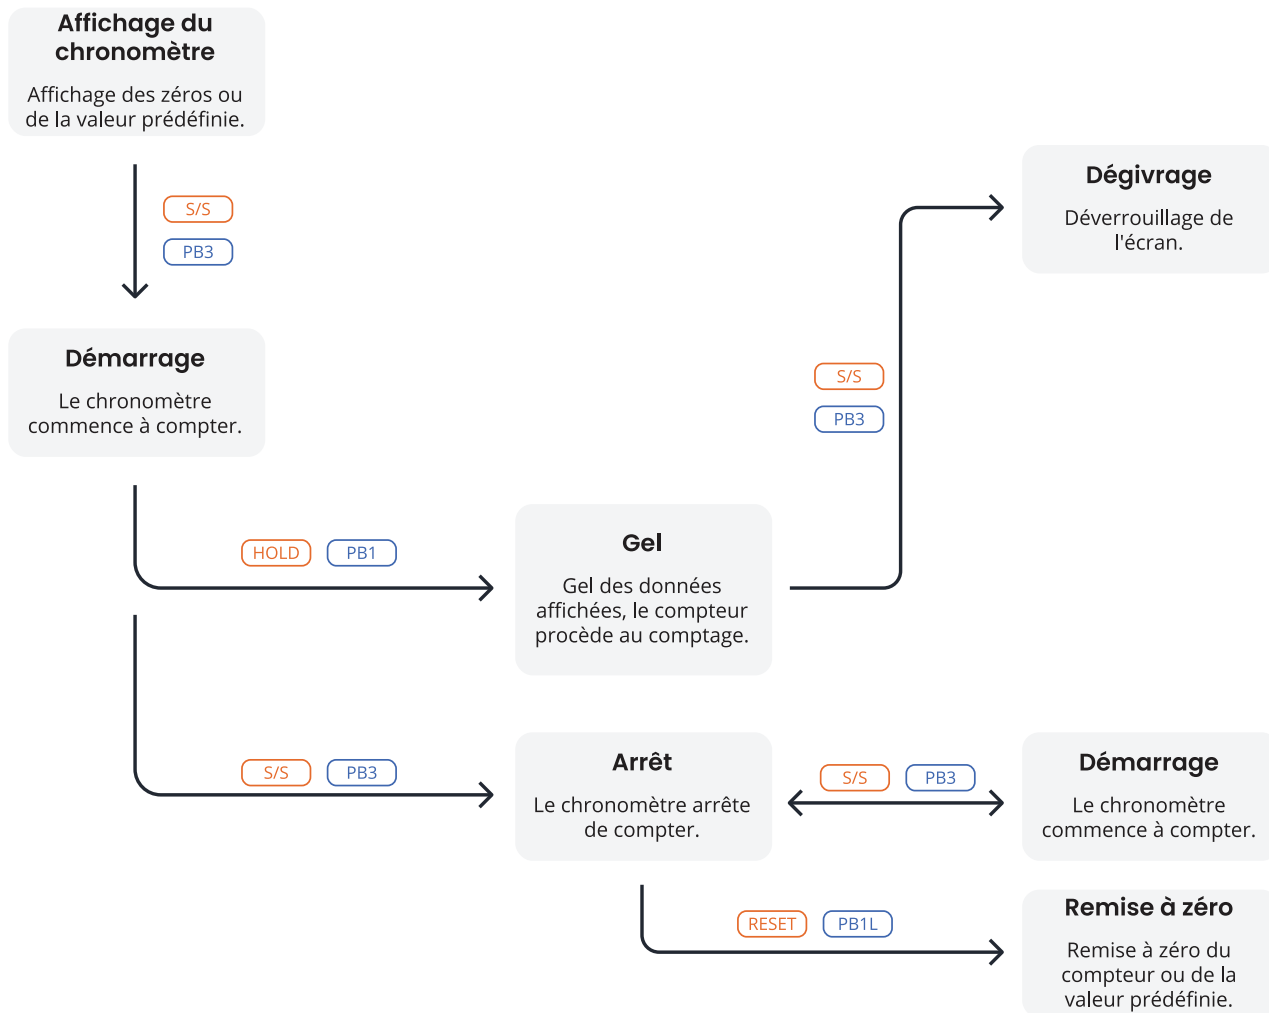 Affichage du
chronomètre
Affichage des zéros ou
de la valeur prédéfinie.
S/S
PB3
Démarrage
Le chronomètre
commence à compter.
HOLD PB1
Gel
Gel des données
affichées, le compteur
procède au comptage.
S/S
PB3
Dégivrage
Déverrouillage de
l'écran.
S/S PB3
Arrêt
Le chronomètre arrête
de compter.
S/S PB3
Démarrage
Le chronomètre
commence à compter.
RESET PB1L
Remise à zéro
Remise à zéro du
compteur ou de la
valeur prédéfinie.